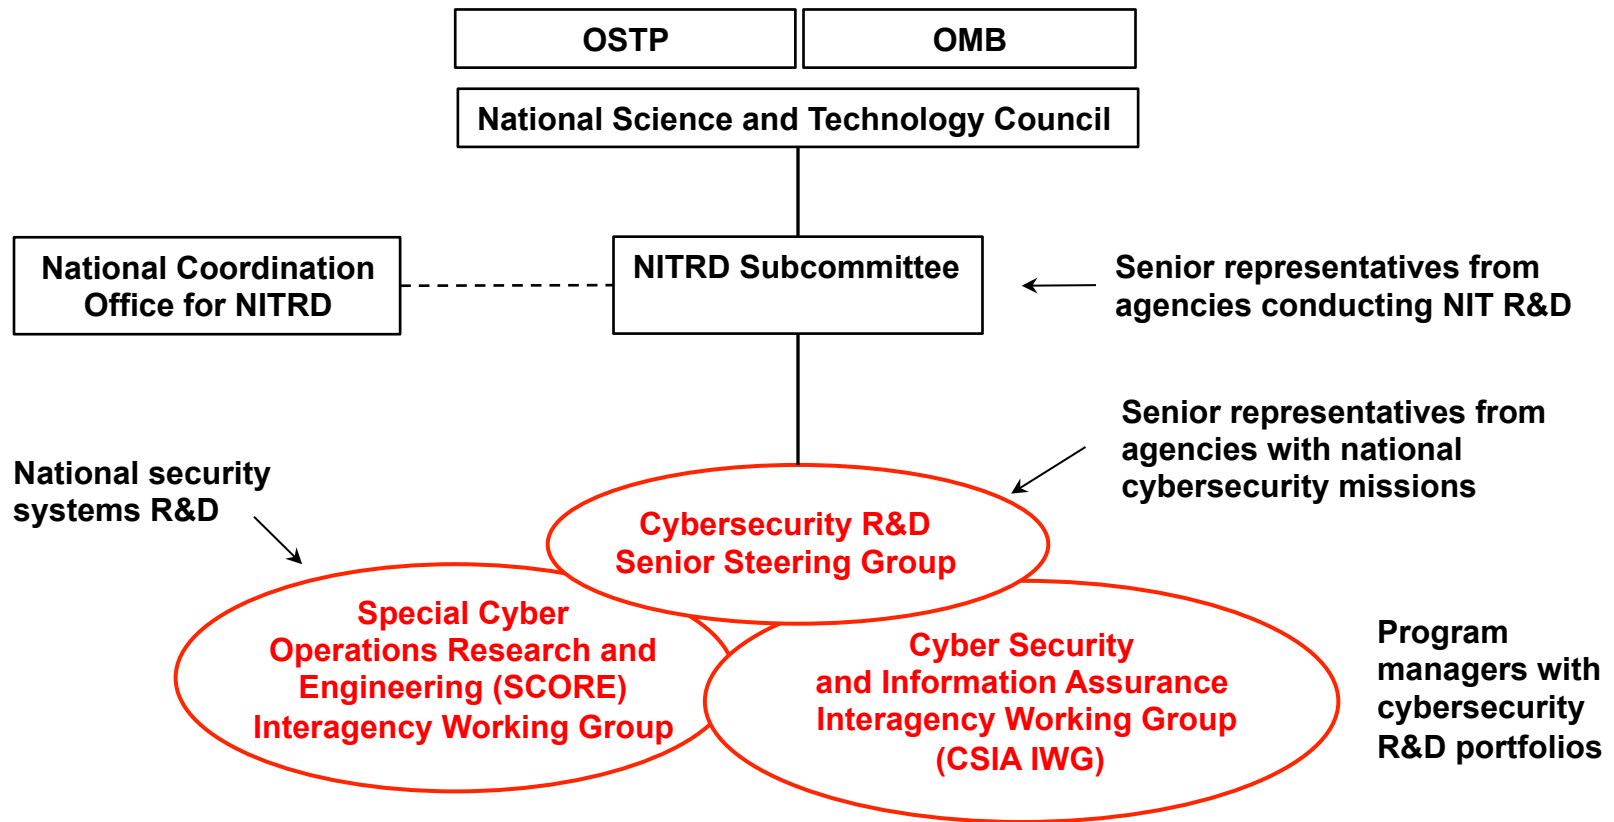 OSTP
OMB
National Science and Technology Council
National Coordination
Office for NITRD
NITRD Subcommittee
Senior representatives from
agencies conducting NIT R&D
Senior representatives from
agencies with national
cybersecurity missions
National security
systems R&D
Cybersecurity R&D
Senior Steering Group
Special Cyber
Operations Research and
Engineering (SCORE)
Interagency Working Group
Cyber Security
and Information Assurance
Interagency Working Group
(CSIA IWG)
Program
managers with
cybersecurity
R&D portfolios